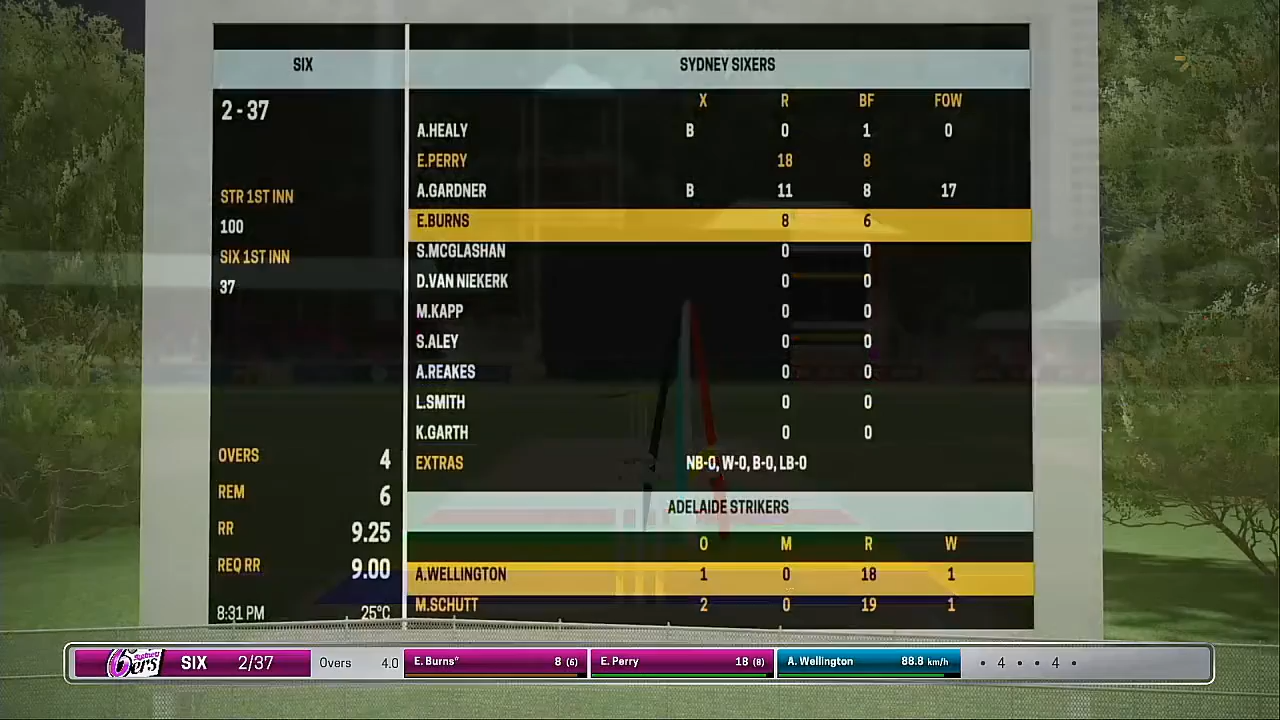 SIX
SYDNEY SIXERS
2 - 37
X R BF FOW
A.HEALY B 0 1 0
E.PERRY 18 8
A.GARDNER B 11 8 17
STR 1ST INN
100
E.BURNS 8 6
SIX 1ST INN
37
S.MCGLASHAN 0 0
D.VAN NIEKERK 0 0
M.KAPP 0 0
S.ALEY 0 0
A.REAKES 0 0
L.SMITH 0 0
K.GARTH 0 0
EXTRAS NB-0, W-0, B-0, LB-0
OVERS 4
REM 6
RR 9.25
REQ RR 9.00
8:31 PM 25°C
ADELAIDE STRIKERS
O M R W
A.WELLINGTON 1 0 18 1
M.SCHUTT 2 0 19 1
sydney 6ers SIX 2/37 Overs 4.0 E. Burns* 8 (6) E. Perry 18 (8) A. Wellington 88.8 km/h • 4 • • 4 •